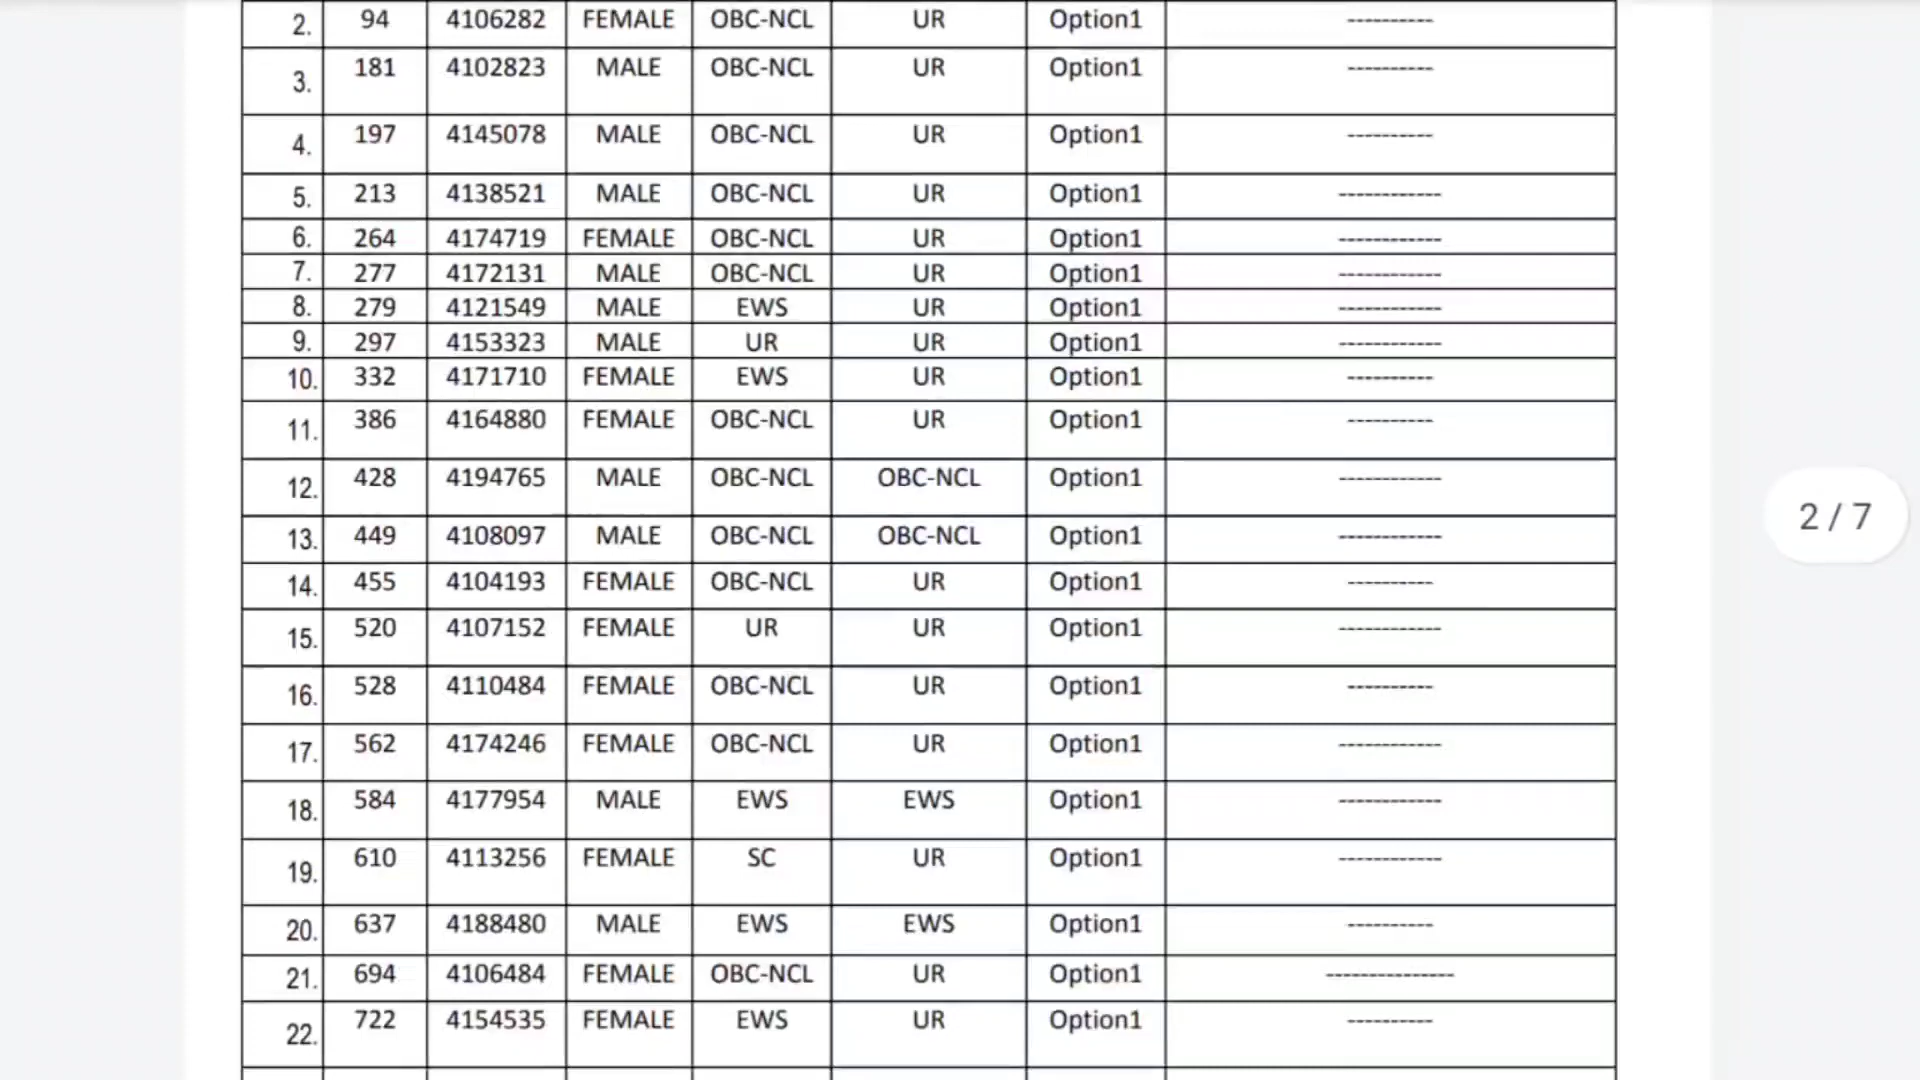 2. 94 4106282 FEMALE OBC-NCL UR Option1 ----------
3. 181 4102823 MALE OBC-NCL UR Option1 ----------
4. 197 4145078 MALE OBC-NCL UR Option1 ----------
5. 213 4138521 MALE OBC-NCL UR Option1 ------------
6. 264 4174719 FEMALE OBC-NCL UR Option1 ------------
7. 277 4172131 MALE OBC-NCL UR Option1 ------------
8. 279 4121549 MALE EWS UR Option1 ------------
9. 297 4153323 MALE UR UR Option1 ------------
10. 332 4171710 FEMALE EWS UR Option1 ----------
11. 386 4164880 FEMALE OBC-NCL UR Option1 ----------
12. 428 4194765 MALE OBC-NCL OBC-NCL Option1 ------------
13. 449 4108097 MALE OBC-NCL OBC-NCL Option1 ------------
14. 455 4104193 FEMALE OBC-NCL UR Option1 ----------
15. 520 4107152 FEMALE UR UR Option1 ------------
2 / 7
16. 528 4110484 FEMALE OBC-NCL UR Option1 ----------
17. 562 4174246 FEMALE OBC-NCL UR Option1 ------------
18. 584 4177954 MALE EWS EWS Option1 ------------
19. 610 4113256 FEMALE SC UR Option1 ------------
20. 637 4188480 MALE EWS EWS Option1 ----------
21. 694 4106484 FEMALE OBC-NCL UR Option1 ---------------
22. 722 4154535 FEMALE EWS UR Option1 ----------